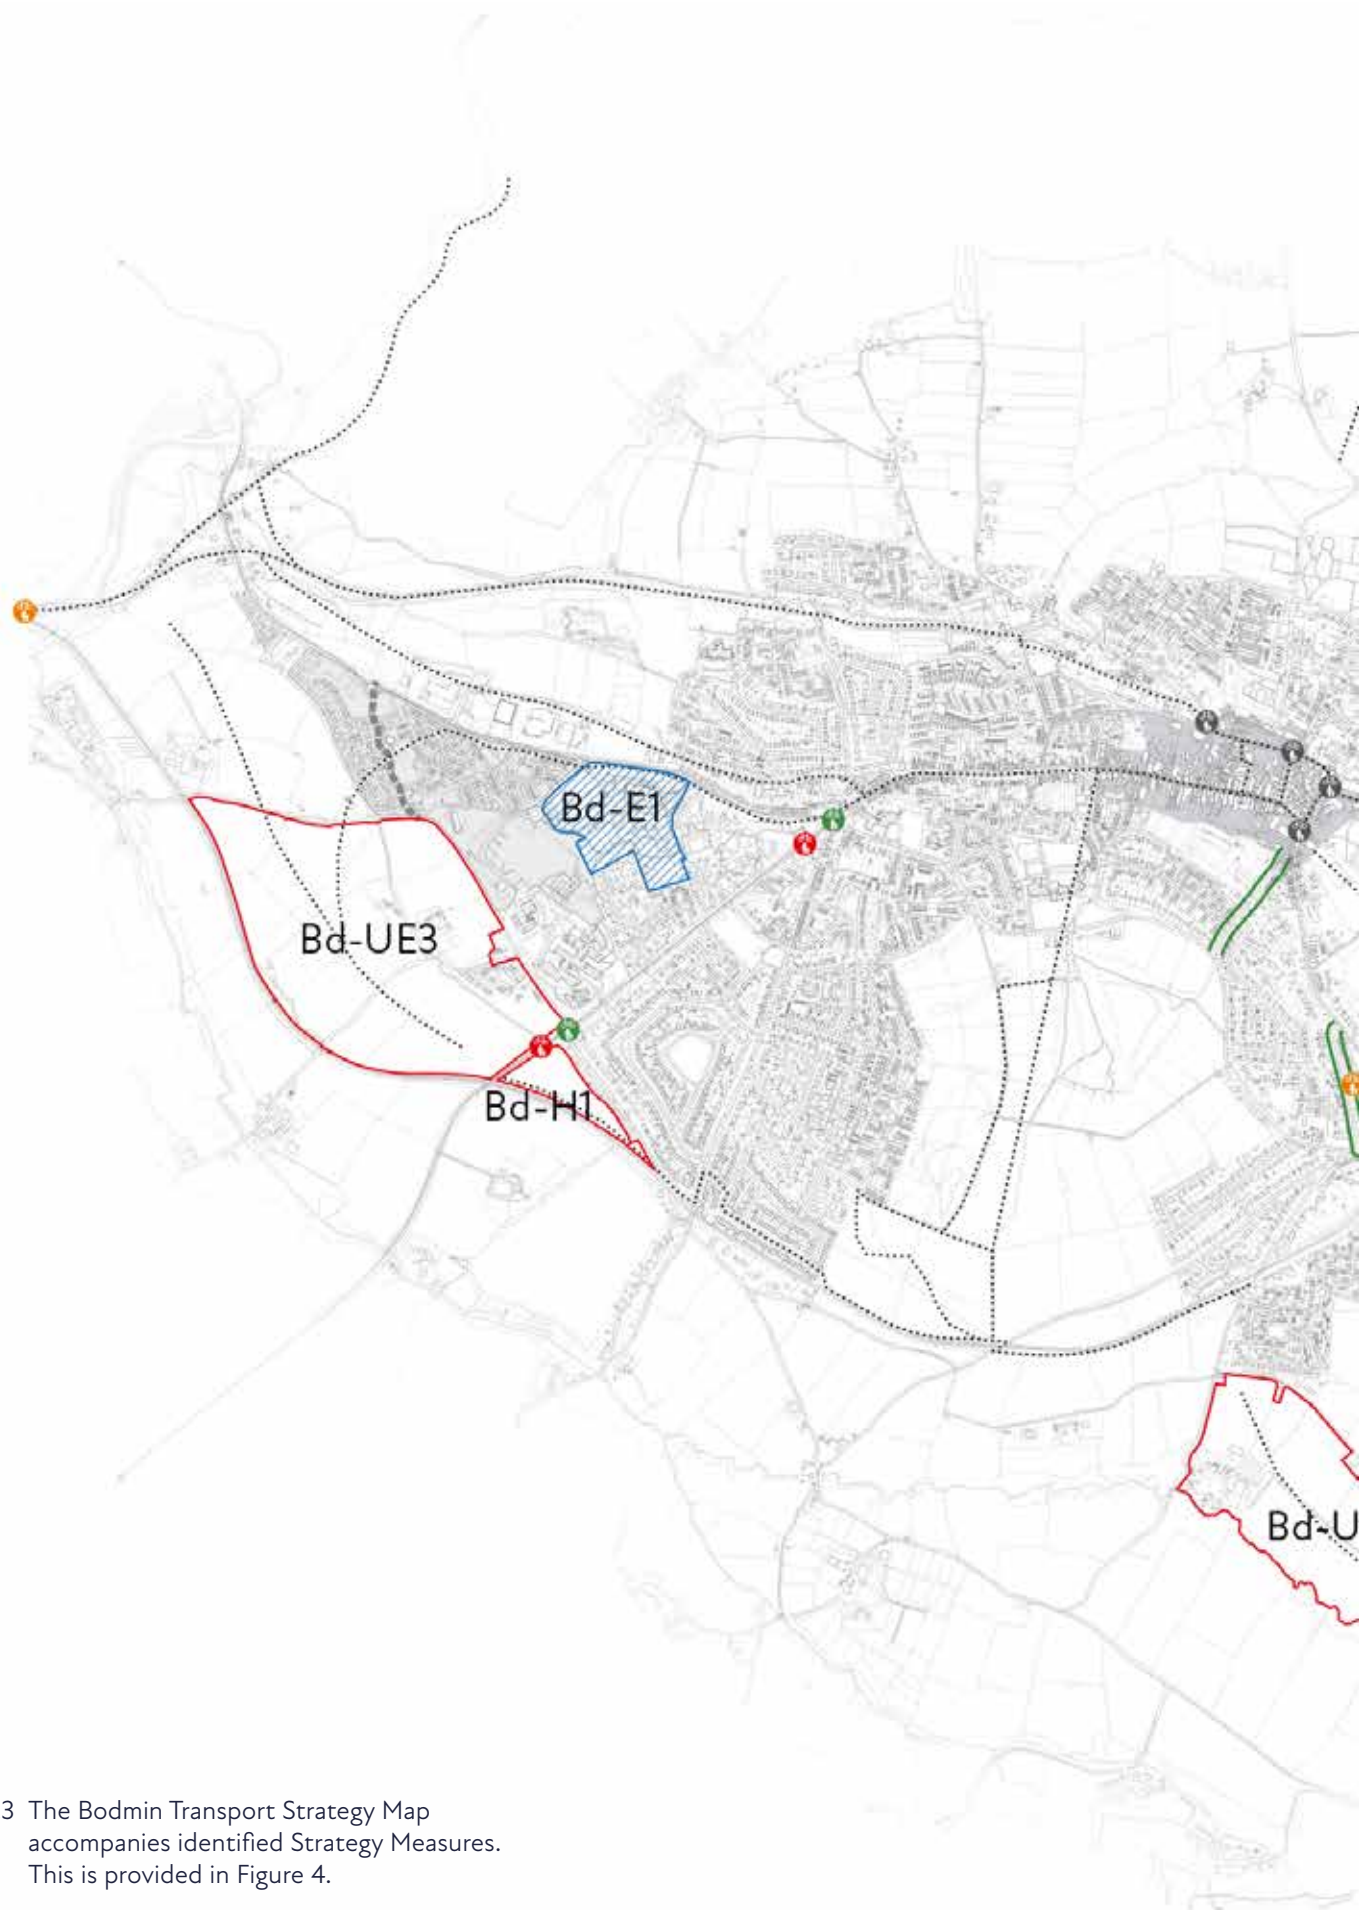 Bd-E1
Bd-UE3
Bd-H1
Bd-U
3 The Bodmin Transport Strategy Map
accompanies identified Strategy Measures.
This is provided in Figure 4.